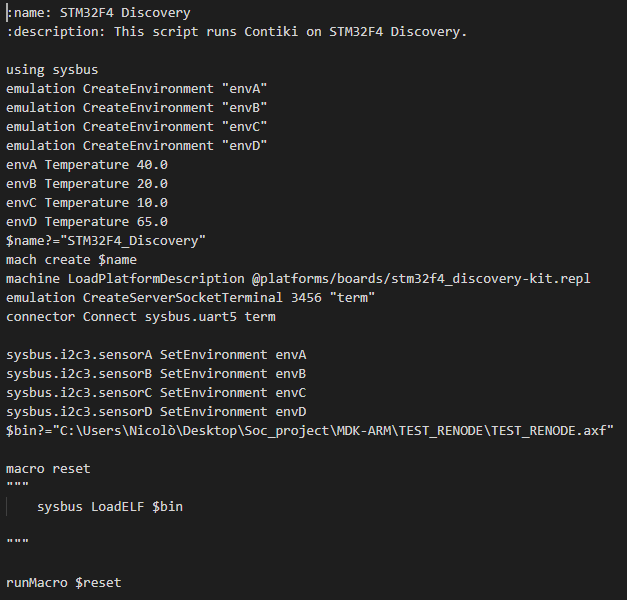 :name: STM32F4 Discovery
:description: This script runs Contiki on STM32F4 Discovery.
using sysbus
emulation CreateEnvironment "envA"
emulation CreateEnvironment "envB"
emulation CreateEnvironment "envC"
emulation CreateEnvironment "envD"
envA Temperature 40.0
envB Temperature 20.0
envC Temperature 10.0
envD Temperature 65.0
$name?="STM32F4_Discovery"
mach create $name
machine LoadPlatformDescription @platforms/boards/stm32f4_discovery-kit.repl
emulation CreateServerSocketTerminal 3456 "term"
connector Connect sysbus.uart5 term
sysbus.i2c3.sensorA SetEnvironment envA
sysbus.i2c3.sensorB SetEnvironment envB
sysbus.i2c3.sensorC SetEnvironment envC
sysbus.i2c3.sensorD SetEnvironment envD
$bin?="C:\Users\Nicolò\Desktop\Soc_project\MDK-ARM\TEST_RENODE\TEST_RENODE.axf"
macro reset
"""
sysbus LoadELF $bin
"""
runMacro $reset